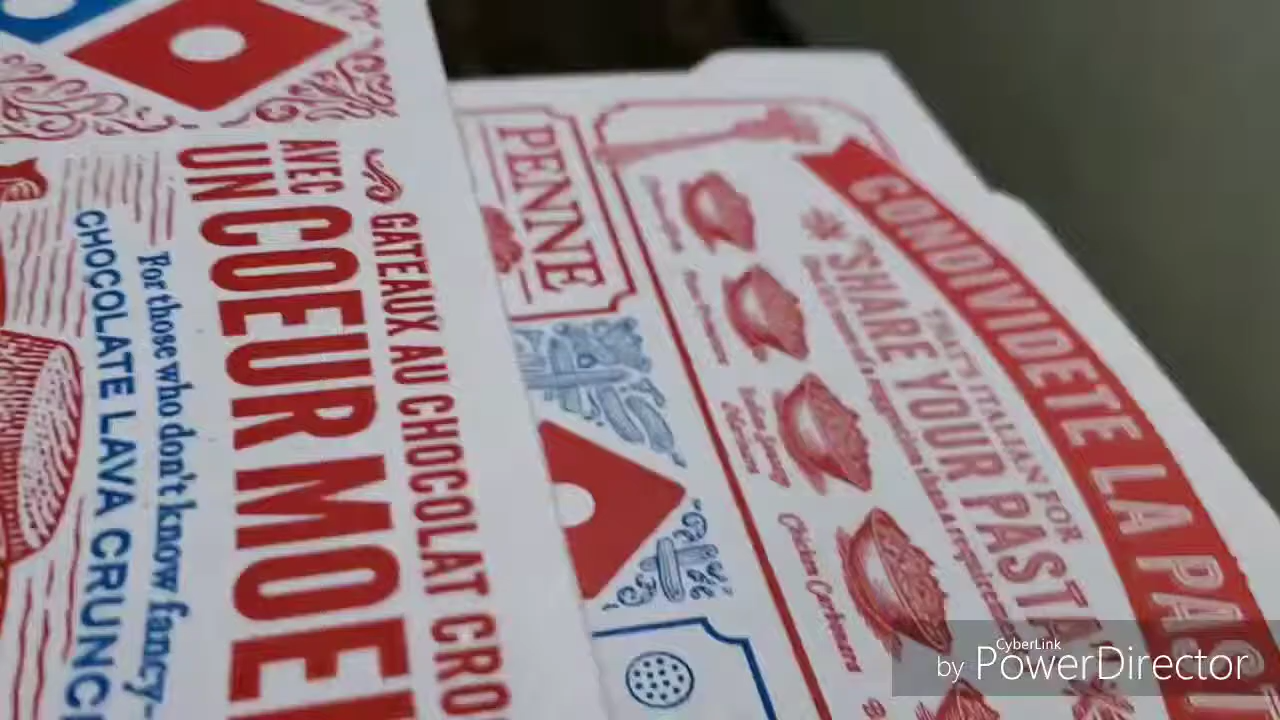 GATEAUX AU CHOCOLAT CRO
AVEC
UN COEUR MOE
For those who don't know fancy-
CHOCOLATE LAVA CRUNC
PENNE
CONDIVIDETE LA PAST
THAT'S ITALIAN FOR
"SHARE YOUR PASTA"
Chicken Carbonara
CyberLink
by PowerDirector